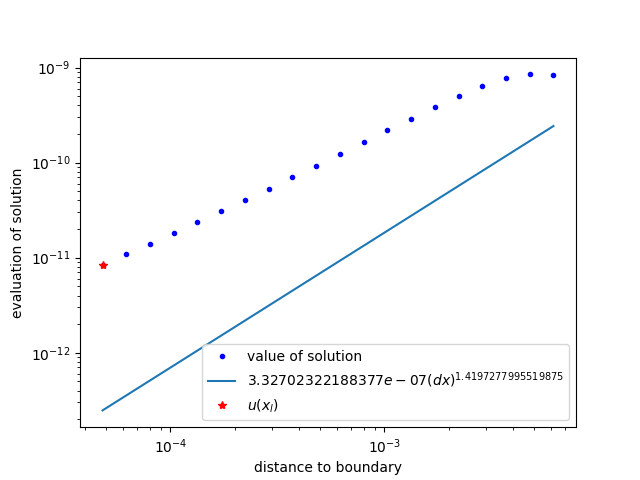 10⁻⁹
10⁻¹⁰
10⁻¹¹
10⁻¹²
evaluation of solution
value of solution
3.32702322188377e − 07(dx)^1.4197277995519875
u(x_l)
10⁻⁴
10⁻³
distance to boundary